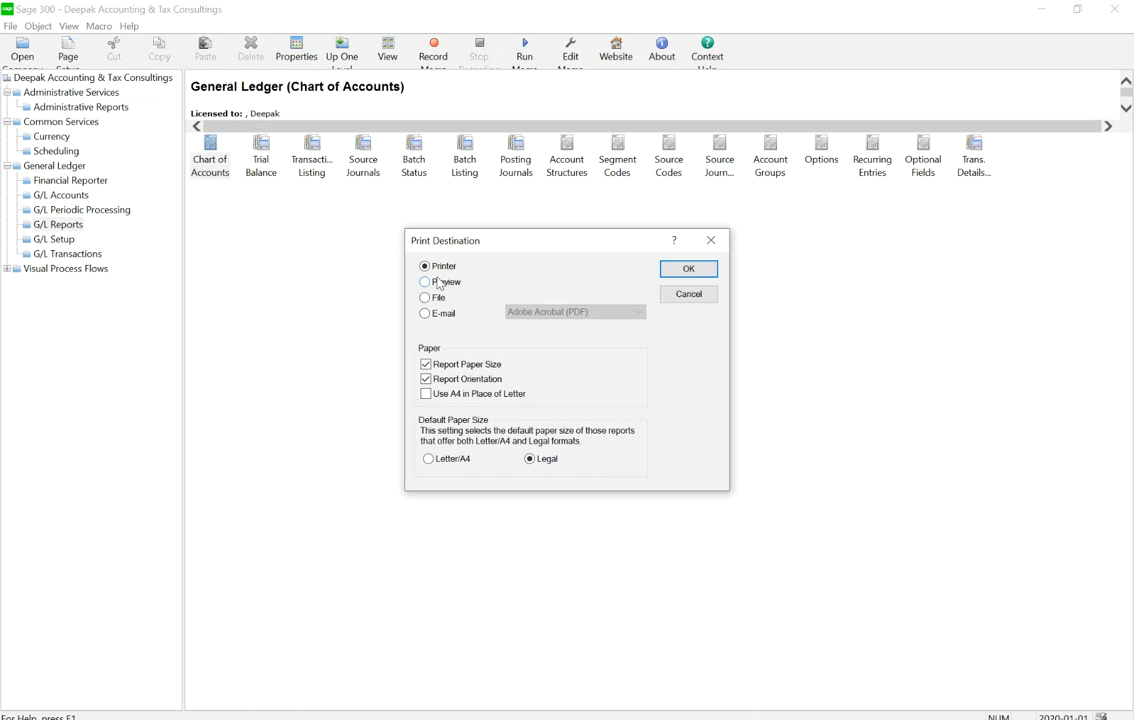 sage Sage 300 - Deepak Accounting & Tax Consultings
File Object View Macro Help
Open Page Cut Copy Paste Delete Properties Up One View Record Stop Run Edit Website About Context
Deepak Accounting & Tax Consultings
Administrative Services
Administrative Reports
Common Services
Currency
Scheduling
General Ledger
Financial Reporter
G/L Accounts
G/L Periodic Processing
G/L Reports
G/L Setup
G/L Transactions
Visual Process Flows
General Ledger (Chart of Accounts)
Licensed to: , Deepak
Chart of Trial Transacti... Source Batch Batch Posting Account Segment Source Source Account Options Recurring Optional Trans.
Accounts Balance Listing Journals Status Listing Journals Structures Codes Codes Journ... Groups Entries Fields Details...
Print Destination ?
Printer OK
Preview
File Cancel
E-mail Adobe Acrobat (PDF)
Paper
Report Paper Size
Report Orientation
Use A4 in Place of Letter
Default Paper Size
This setting selects the default paper size of those reports
that offer both Letter/A4 and Legal formats.
Letter/A4 Legal
For Help, press F1 NUM 2020-01-01